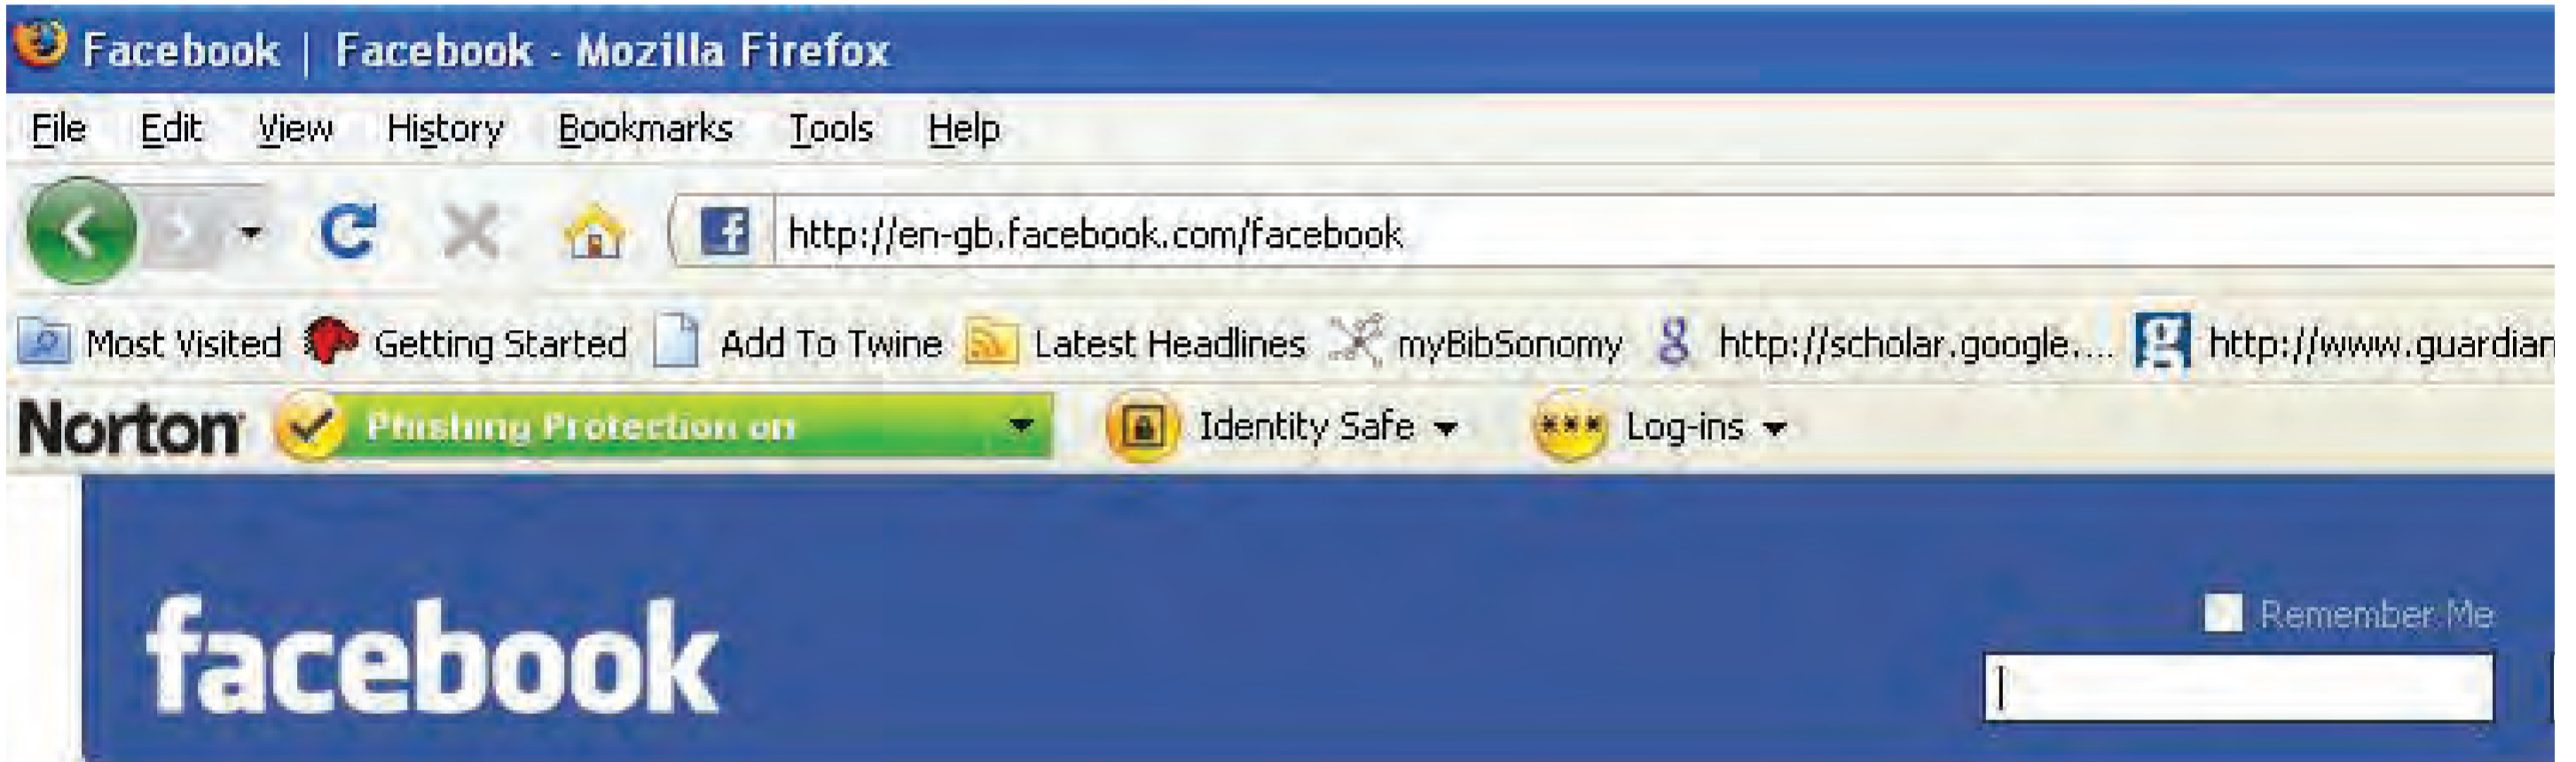 Facebook | Facebook - Mozilla Firefox
File Edit View History Bookmarks Tools Help
http://en-gb.facebook.com/facebook
Most Visited Getting Started Add To Twine Latest Headlines myBibSonomy http://scholar.google.... http://www.guardian
Norton Phishing Protection on Identity Safe Log-ins
Remember Me
facebook